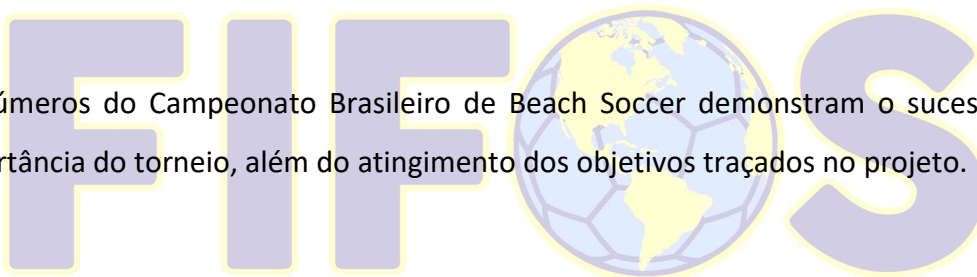 FIFOS
úmeros do Campeonato Brasileiro de Beach Soccer demonstram o suces
rtância do torneio, além do atingimento dos objetivos traçados no projeto.